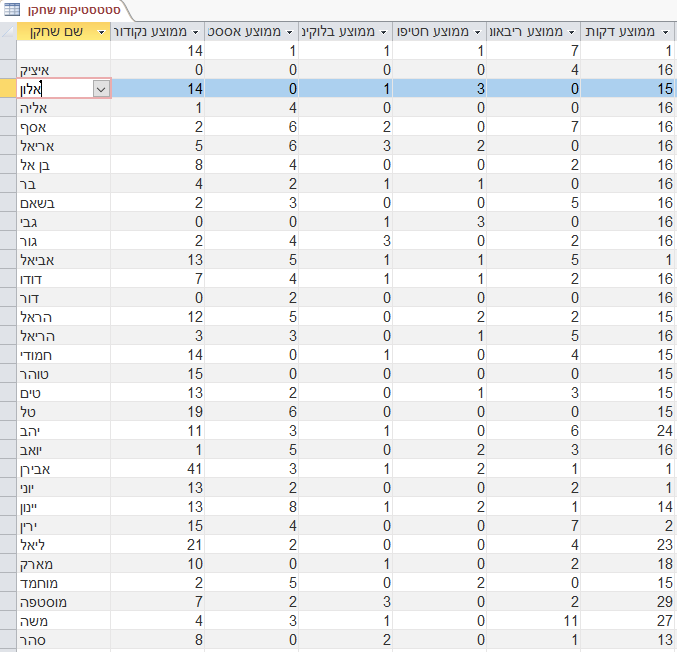 סטטסטיקות שחקן
שם שחקן ממוצע נקודור ממוצע אססט ממוצע בלוקינ ממוצע חטיפו ממוצע ריבאונ ממוצע דקות
14 1 1 1 7 1
איציק 0 0 0 0 4 16
אלון 14 0 1 3 0 15
אליה 1 4 0 0 0 16
אסף 2 6 2 0 7 16
אריאל 5 6 3 2 0 16
בן אל 8 4 0 0 2 16
בר 4 2 1 1 0 16
בשאם 2 3 0 0 5 16
גבי 0 0 1 3 0 16
גור 2 4 3 0 2 16
אביאל 13 5 1 1 5 1
דודו 7 4 1 1 2 16
דור 0 2 0 0 0 16
הראל 12 5 0 2 2 15
הריאל 3 3 0 1 5 16
חמודי 14 0 1 0 4 15
טוהר 15 0 0 0 0 15
טים 13 2 0 1 3 15
טל 19 6 0 0 0 15
יהב 11 3 1 0 6 24
יואב 1 5 0 2 3 16
אבירן 41 3 1 2 1 1
יוני 13 2 0 0 2 1
יינון 13 8 1 2 1 14
ירין 15 4 0 0 7 2
ליאל 21 2 0 0 4 23
מארק 10 0 1 0 2 18
מוחמד 2 5 0 2 0 15
מוסטפה 7 2 3 0 2 29
משה 4 3 1 0 11 27
סהר 8 0 2 0 1 13